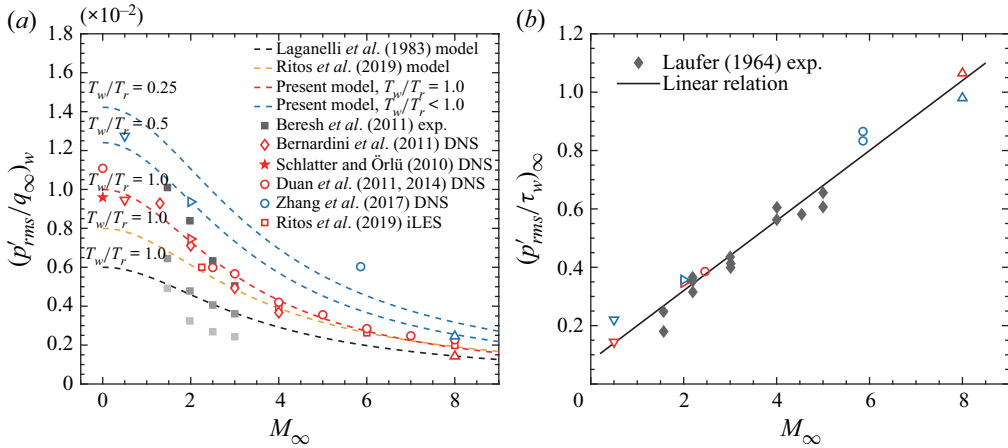 (a) (×10⁻²)
(p′rms/q∞)w
1.8
1.6
1.4
1.2
1.0
0.8
0.6
0.4
0.2
0
0 2 4 6 8
M∞
Tw/Tr = 0.25
Tw/Tr = 0.5
Tw/Tr = 1.0
Tw/Tr = 1.0
Tw/Tr = 1.0
Laganelli et al. (1983) model
Ritos et al. (2019) model
Present model, Tw/Tr = 1.0
Present model, Tw/Tr < 1.0
Beresh et al. (2011) exp.
Bernardini et al. (2011) DNS
Schlatter and Örlü (2010) DNS
Duan et al. (2011, 2014) DNS
Zhang et al. (2017) DNS
Ritos et al. (2019) iLES
(b)
(p′rms/τw)∞
1.2
1.0
0.8
0.6
0.4
0.2
0
2 4 6 8
M∞
Laufer (1964) exp.
Linear relation